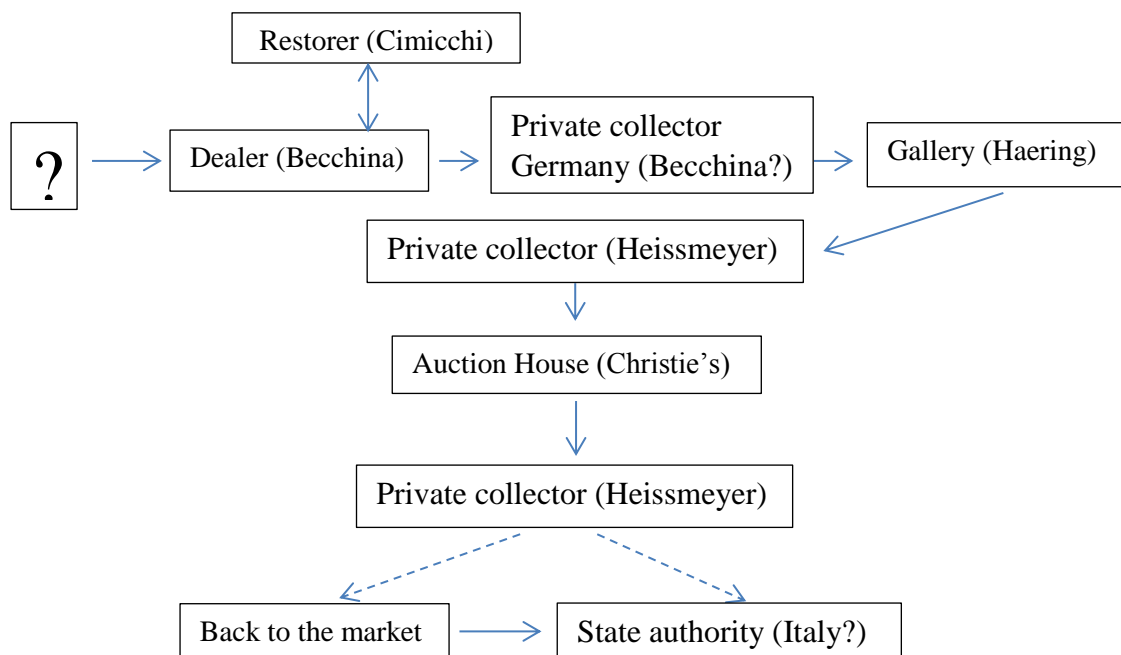 Restorer (Cimicchi)
?
Dealer (Becchina)
Private collector
Germany (Becchina?)
Gallery (Haering)
Private collector (Heissmeyer)
Auction House (Christie’s)
Private collector (Heissmeyer)
Back to the market
State authority (Italy?)